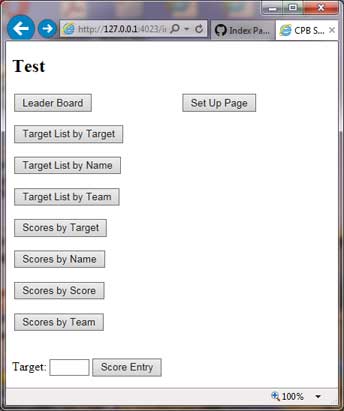 http://127.0.0.1:4023/i
Index Pa...
CPB S...
Test
Leader Board
Set Up Page
Target List by Target
Target List by Name
Target List by Team
Scores by Target
Scores by Name
Scores by Score
Scores by Team
Target:
Score Entry
100%